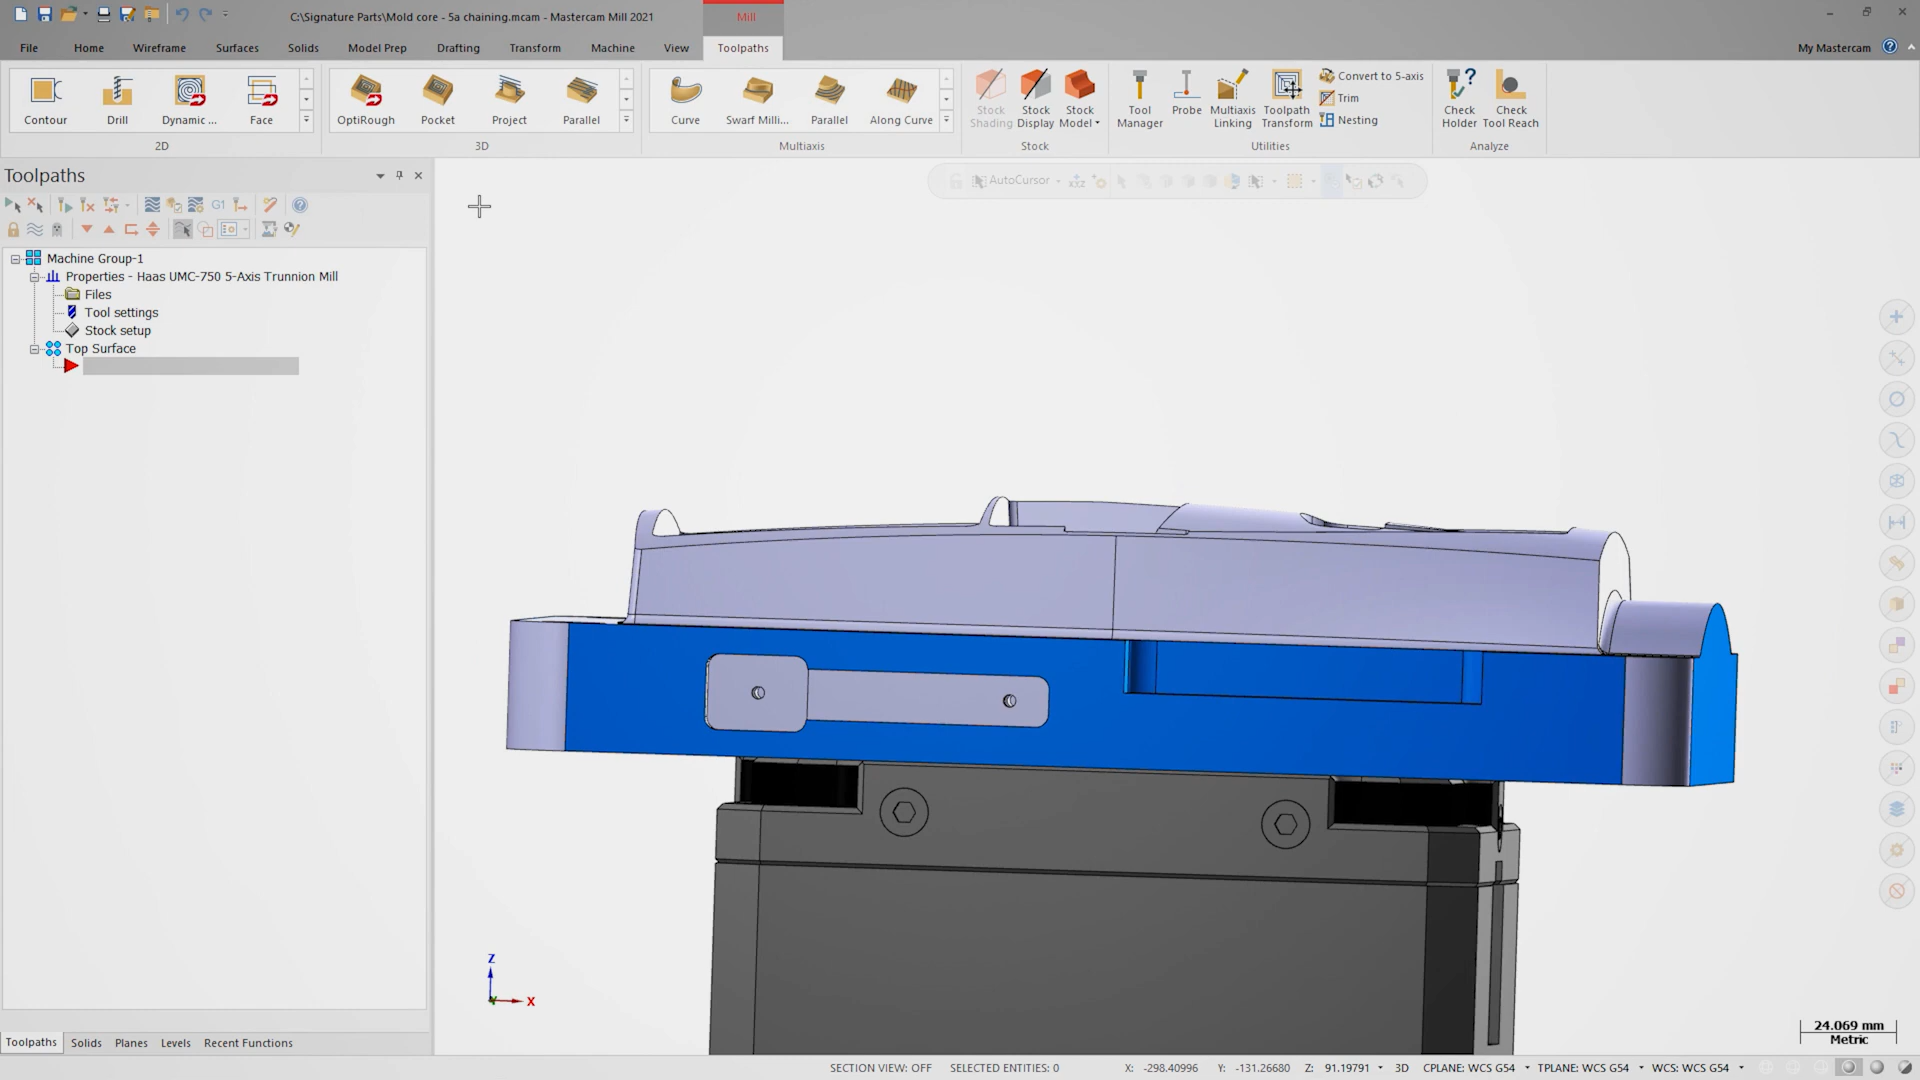 C:\Signature Parts\Mold core - 5a chaining.mcam - Mastercam Mill 2021
Mill
File
Home
Wireframe
Surfaces
Solids
Model Prep
Drafting
Transform
Machine
View
Toolpaths
My Mastercam
Contour
Drill
Dynamic ...
Face
2D
OptiRough
Pocket
Project
Parallel
3D
Curve
Swarf Milli...
Parallel
Along Curve
Multiaxis
Stock Shading
Stock Display
Stock Model
Stock
Tool Manager
Probe
Multiaxis Linking
Toolpath Transform
Convert to 5-axis
Trim
Nesting
Utilities
Check Holder
Check Tool Reach
Analyze
Toolpaths
AutoCursor
G1
Machine Group-1
Properties - Haas UMC-750 5-Axis Trunnion Mill
Files
Tool settings
Stock setup
Top Surface
Z
X
24.069 mm
Metric
Toolpaths
Solids
Planes
Levels
Recent Functions
SECTION VIEW: OFF
SELECTED ENTITIES: 0
X: -298.40996
Y: -131.26680
Z: 91.19791
3D
CPLANE: WCS G54
TPLANE: WCS G54
WCS: WCS G54